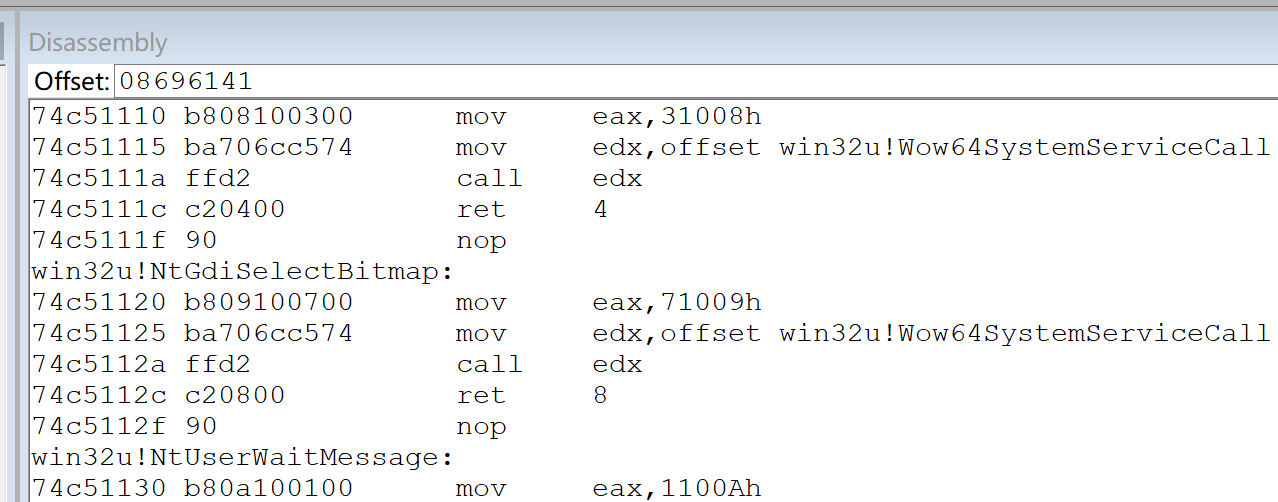 Disassembly
Offset: 08696141
74c51110 b808100300 mov eax,31008h
74c51115 ba706cc574 mov edx,offset win32u!Wow64SystemServiceCall
74c5111a ffd2 call edx
74c5111c c20400 ret 4
74c5111f 90 nop
win32u!NtGdiSelectBitmap:
74c51120 b809100700 mov eax,71009h
74c51125 ba706cc574 mov edx,offset win32u!Wow64SystemServiceCall
74c5112a ffd2 call edx
74c5112c c20800 ret 8
74c5112f 90 nop
win32u!NtUserWaitMessage:
74c51130 b80a100100 mov eax,1100Ah